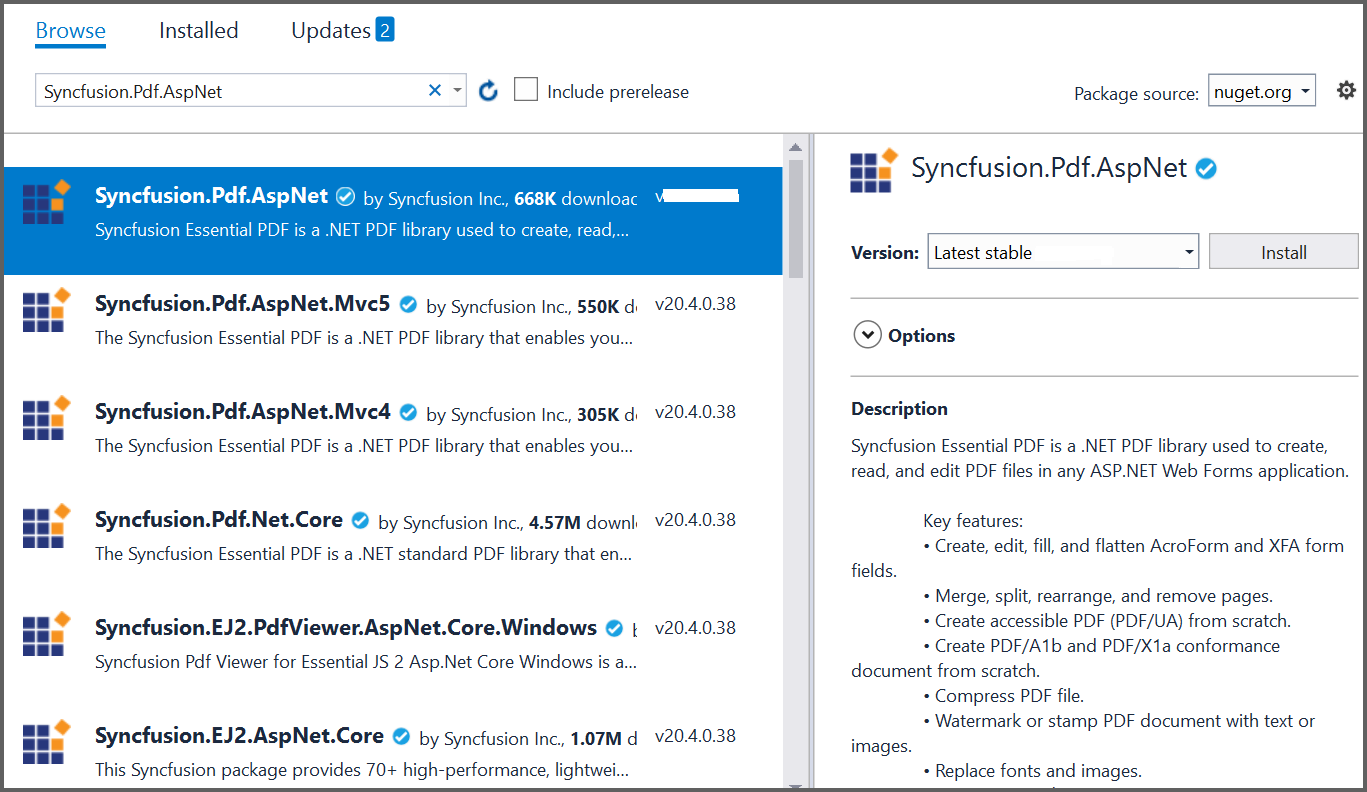 Browse Installed Updates 2
Syncfusion.Pdf.AspNet Include prerelease Package source: nuget.org
Syncfusion.Pdf.AspNet by Syncfusion Inc., 668K downloac v
Syncfusion Essential PDF is a .NET PDF library used to create, read,...
Syncfusion.Pdf.AspNet.Mvc5 by Syncfusion Inc., 550K d v20.4.0.38
The Syncfusion Essential PDF is a .NET PDF library that enables you...
Syncfusion.Pdf.AspNet.Mvc4 by Syncfusion Inc., 305K d v20.4.0.38
The Syncfusion Essential PDF is a .NET PDF library that enables you...
Syncfusion.Pdf.Net.Core by Syncfusion Inc., 4.57M downl v20.4.0.38
The Syncfusion Essential PDF is a .NET standard PDF library that en...
Syncfusion.EJ2.PdfViewer.AspNet.Core.Windows v20.4.0.38
Syncfusion Pdf Viewer for Essential JS 2 Asp.Net Core Windows is a...
Syncfusion.EJ2.AspNet.Core by Syncfusion Inc., 1.07M d v20.4.0.38
This Syncfusion package provides 70+ high-performance, lightwei...
Syncfusion.Pdf.AspNet
Version: Latest stable Install
Options
Description
Syncfusion Essential PDF is a .NET PDF library used to create,
read, and edit PDF files in any ASP.NET Web Forms application.
Key features:
• Create, edit, fill, and flatten AcroForm and XFA form
fields.
• Merge, split, rearrange, and remove pages.
• Create accessible PDF (PDF/UA) from scratch.
• Create PDF/A1b and PDF/X1a conformance
document from scratch.
• Compress PDF file.
• Watermark or stamp PDF document with text or
images.
• Replace fonts and images.